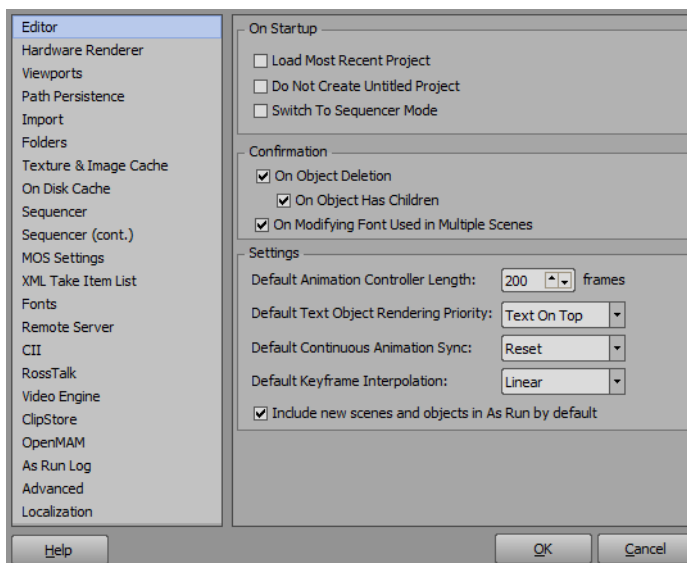 Editor
Hardware Renderer
Viewports
Path Persistence
Import
Folders
Texture & Image Cache
On Disk Cache
Sequencer
Sequencer (cont.)
MOS Settings
XML Take Item List
Fonts
Remote Server
CII
RossTalk
Video Engine
ClipStore
OpenMAM
As Run Log
Advanced
Localization
On Startup
Load Most Recent Project
Do Not Create Untitled Project
Switch To Sequencer Mode
Confirmation
On Object Deletion
On Object Has Children
On Modifying Font Used in Multiple Scenes
Settings
Default Animation Controller Length: 200 frames
Default Text Object Rendering Priority: Text On Top
Default Continuous Animation Sync: Reset
Default Keyframe Interpolation: Linear
Include new scenes and objects in As Run by default
Help OK Cancel